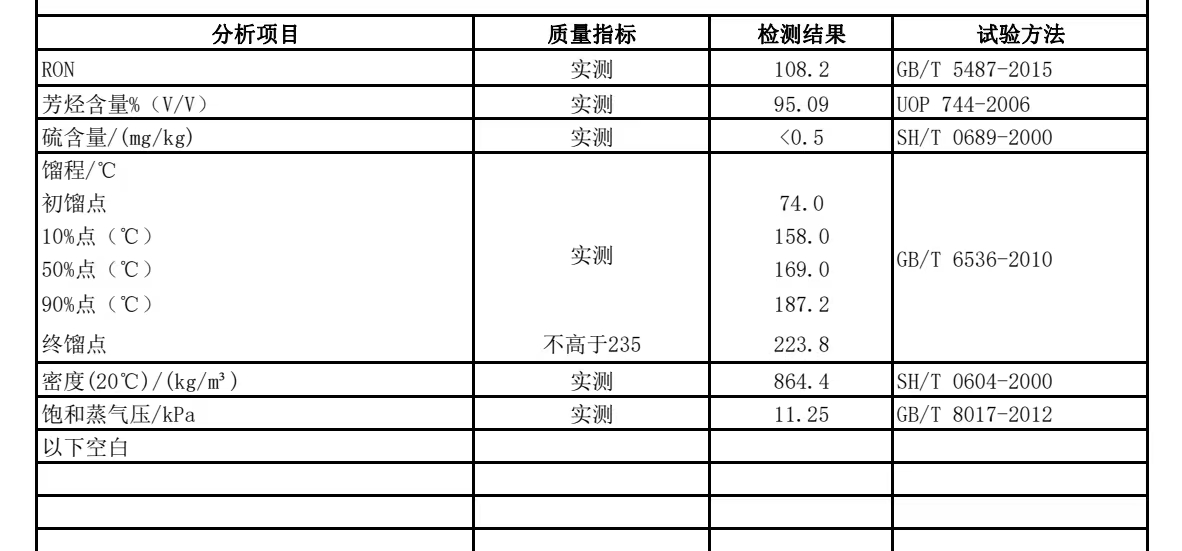 分析项目 质量指标 检测结果 试验方法
RON 实测 108.2 GB/T 5487-2015
芳烃含量%（V/V） 实测 95.09 UOP 744-2006
硫含量/(mg/kg) 实测 <0.5 SH/T 0689-2000
馏程/℃
初馏点 74.0
10%点（℃） 158.0
实测 GB/T 6536-2010
50%点（℃） 169.0
90%点（℃） 187.2
终馏点 不高于235 223.8
密度(20℃)/(kg/m³) 实测 864.4 SH/T 0604-2000
饱和蒸气压/kPa 实测 11.25 GB/T 8017-2012
以下空白